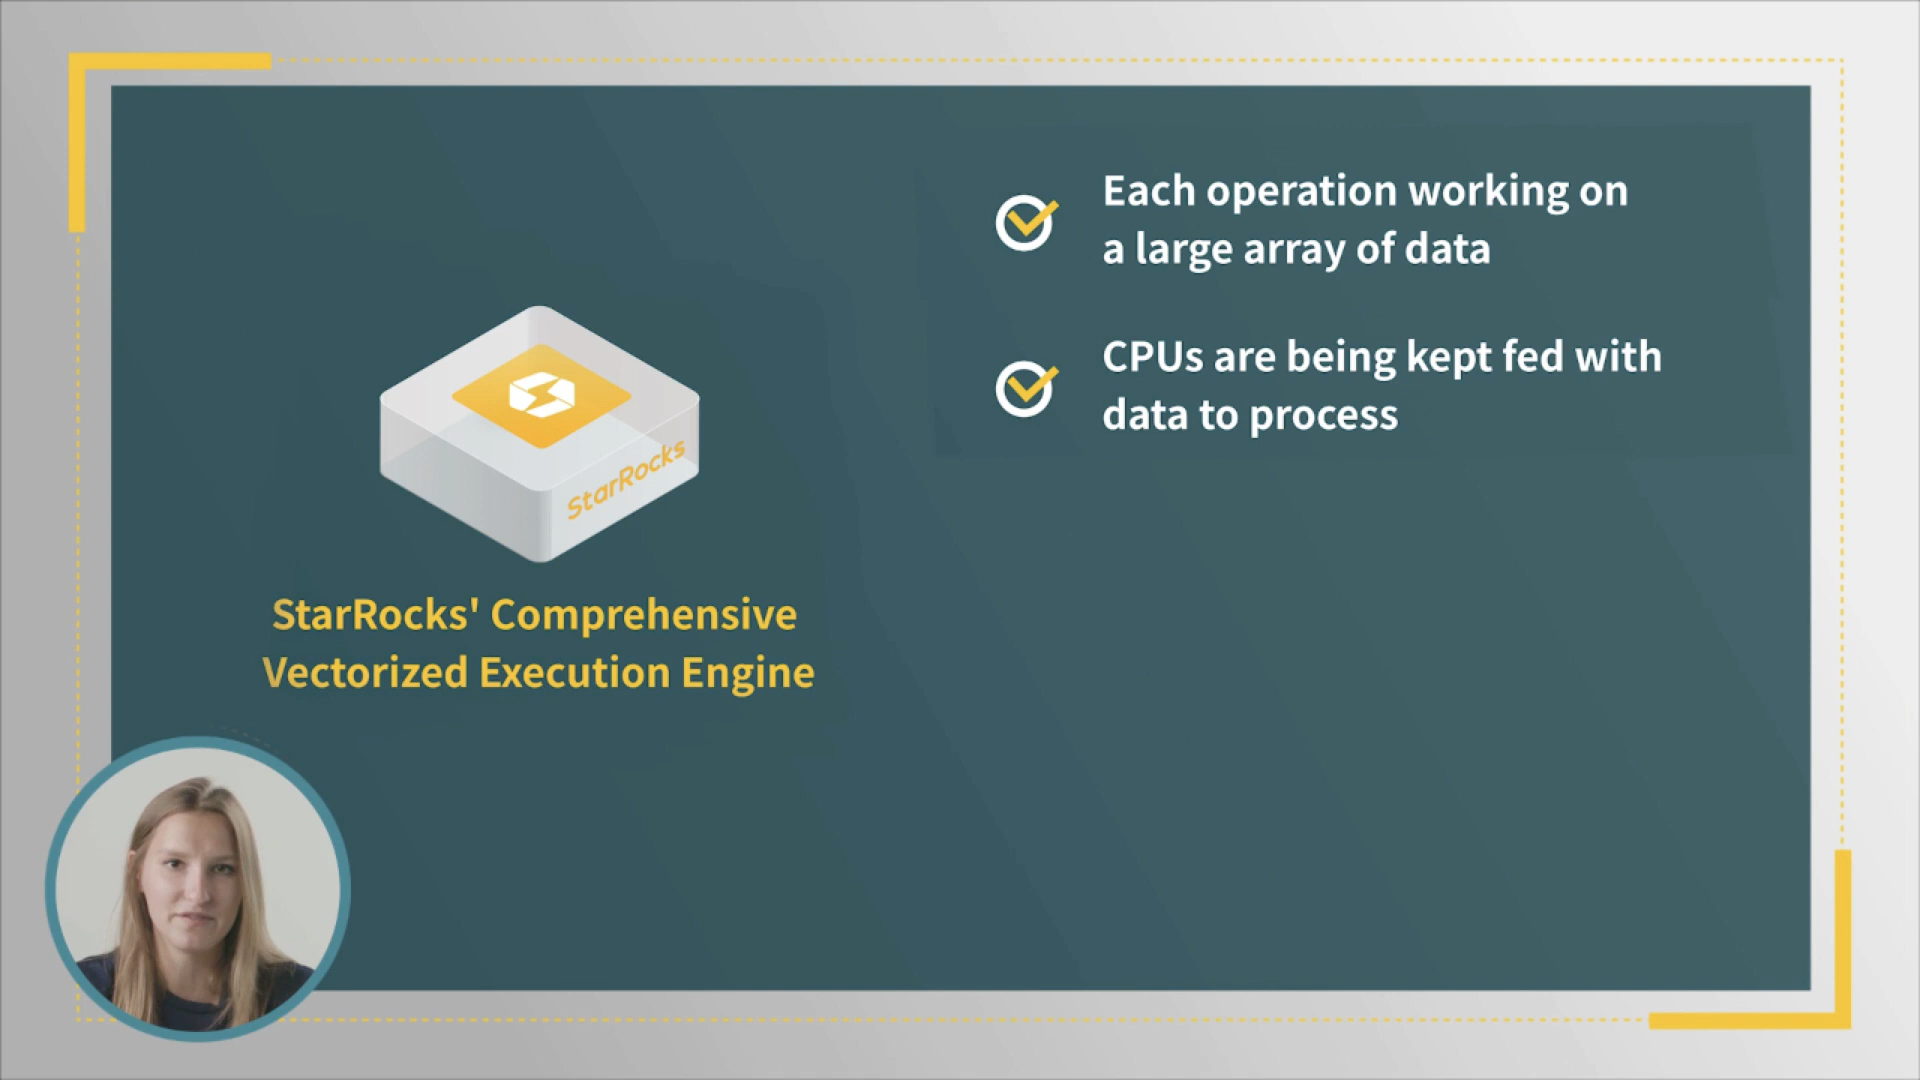 Each operation working on
a large array of data
CPUs are being kept fed with
data to process
StarRocks
StarRocks' Comprehensive
Vectorized Execution Engine